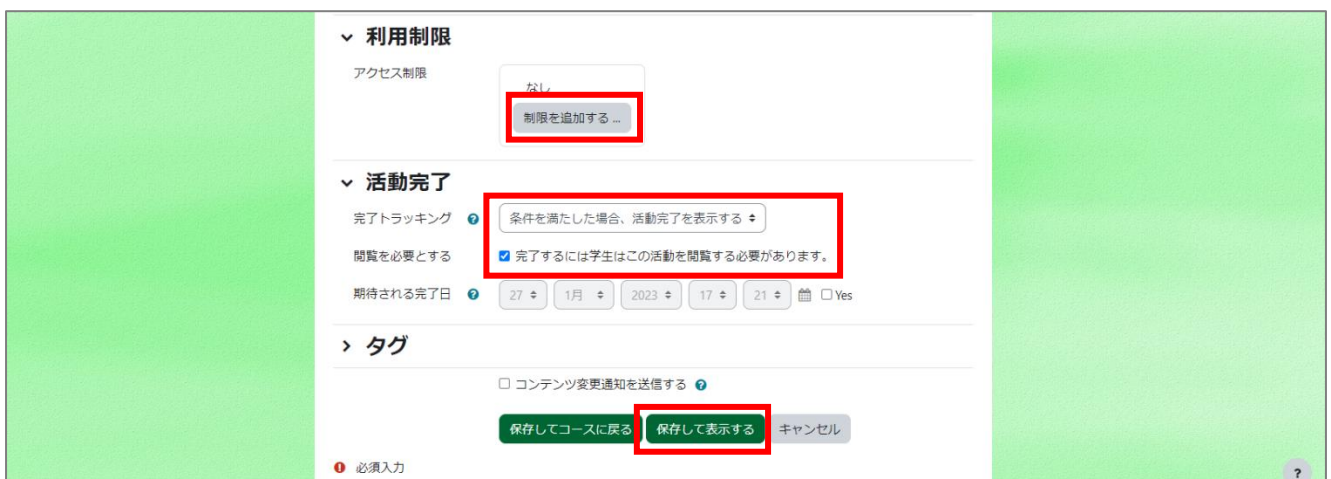 利用制限
アクセス制限
なし
制限を追加する ...
活動完了
完了トラッキング 条件を満たした場合、活動完了を表示する
閲覧を必要とする 完了するには学生はこの活動を閲覧する必要があります。
期待される完了日 27 1月 2023 17 21 Yes
タグ
コンテンツ変更通知を送信する
保存してコースに戻る 保存して表示する キャンセル
必須入力
?